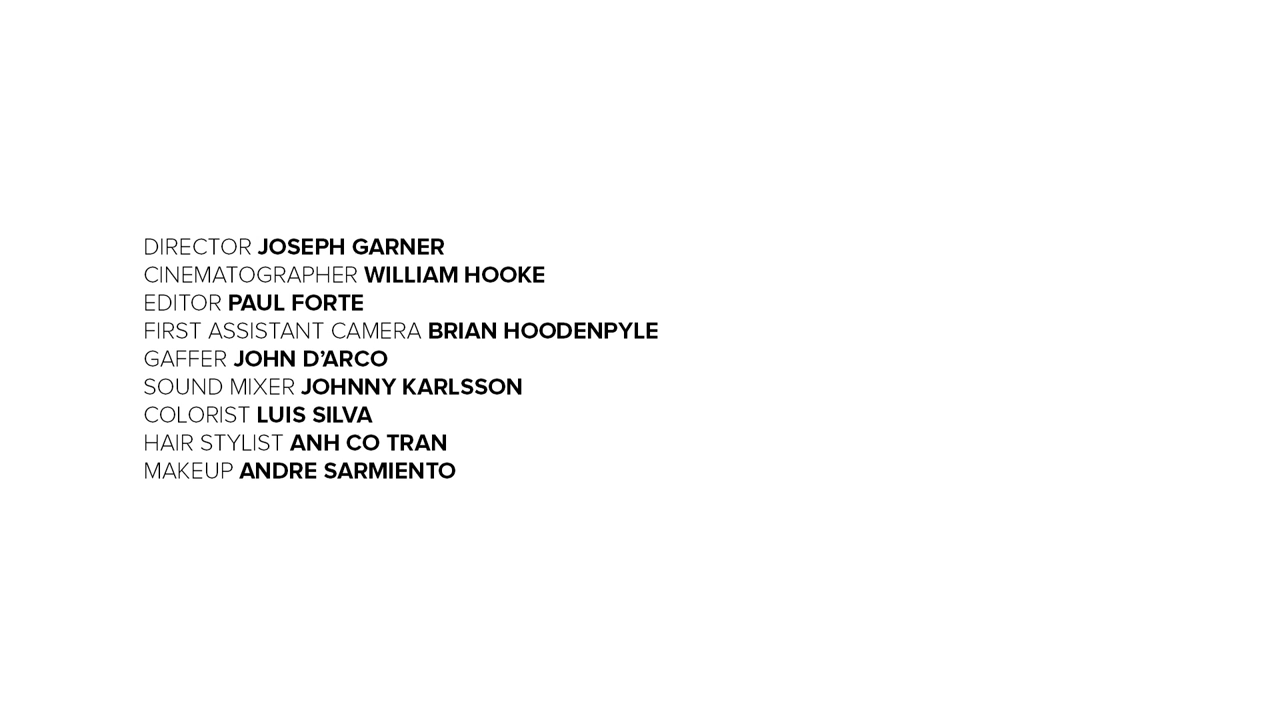 DIRECTOR JOSEPH GARNER
CINEMATOGRAPHER WILLIAM HOOKE
EDITOR PAUL FORTE
FIRST ASSISTANT CAMERA BRIAN HOODENPYLE
GAFFER JOHN D’ARCO
SOUND MIXER JOHNNY KARLSSON
COLORIST LUIS SILVA
HAIR STYLIST ANH CO TRAN
MAKEUP ANDRE SARMIENTO